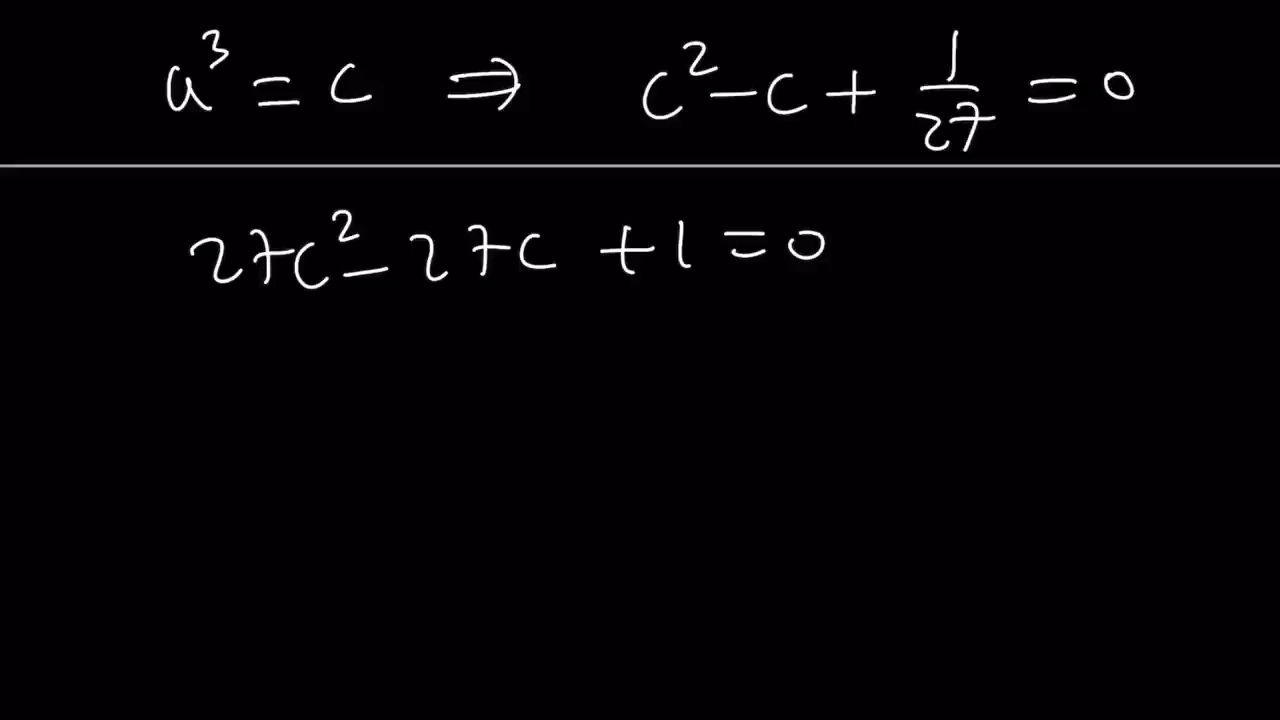 a³ = c ⇒ c² - c + 1/27 = 0
27c² - 27c + 1 = 0